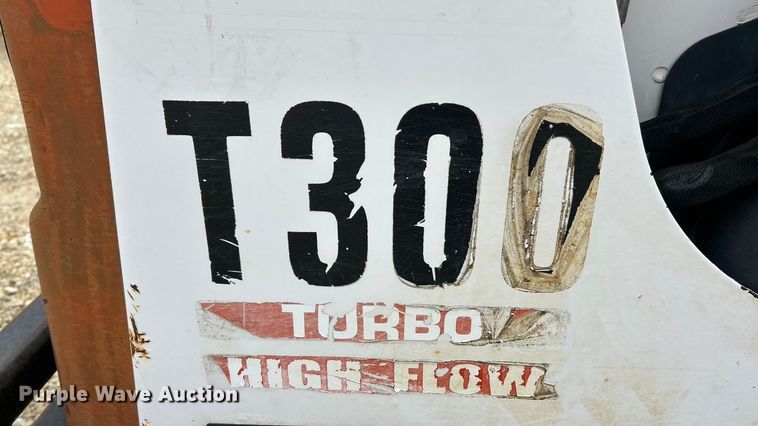 T300
TURBO
HIGH FLOW
Purple Wave Auction